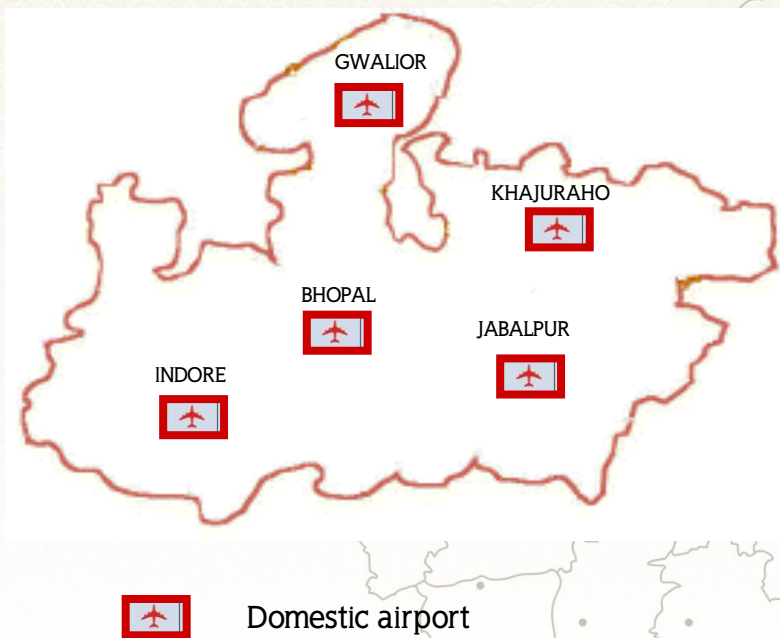 GWALIOR
KHAJURAHO
BHOPAL
JABALPUR
INDORE
Domestic airport